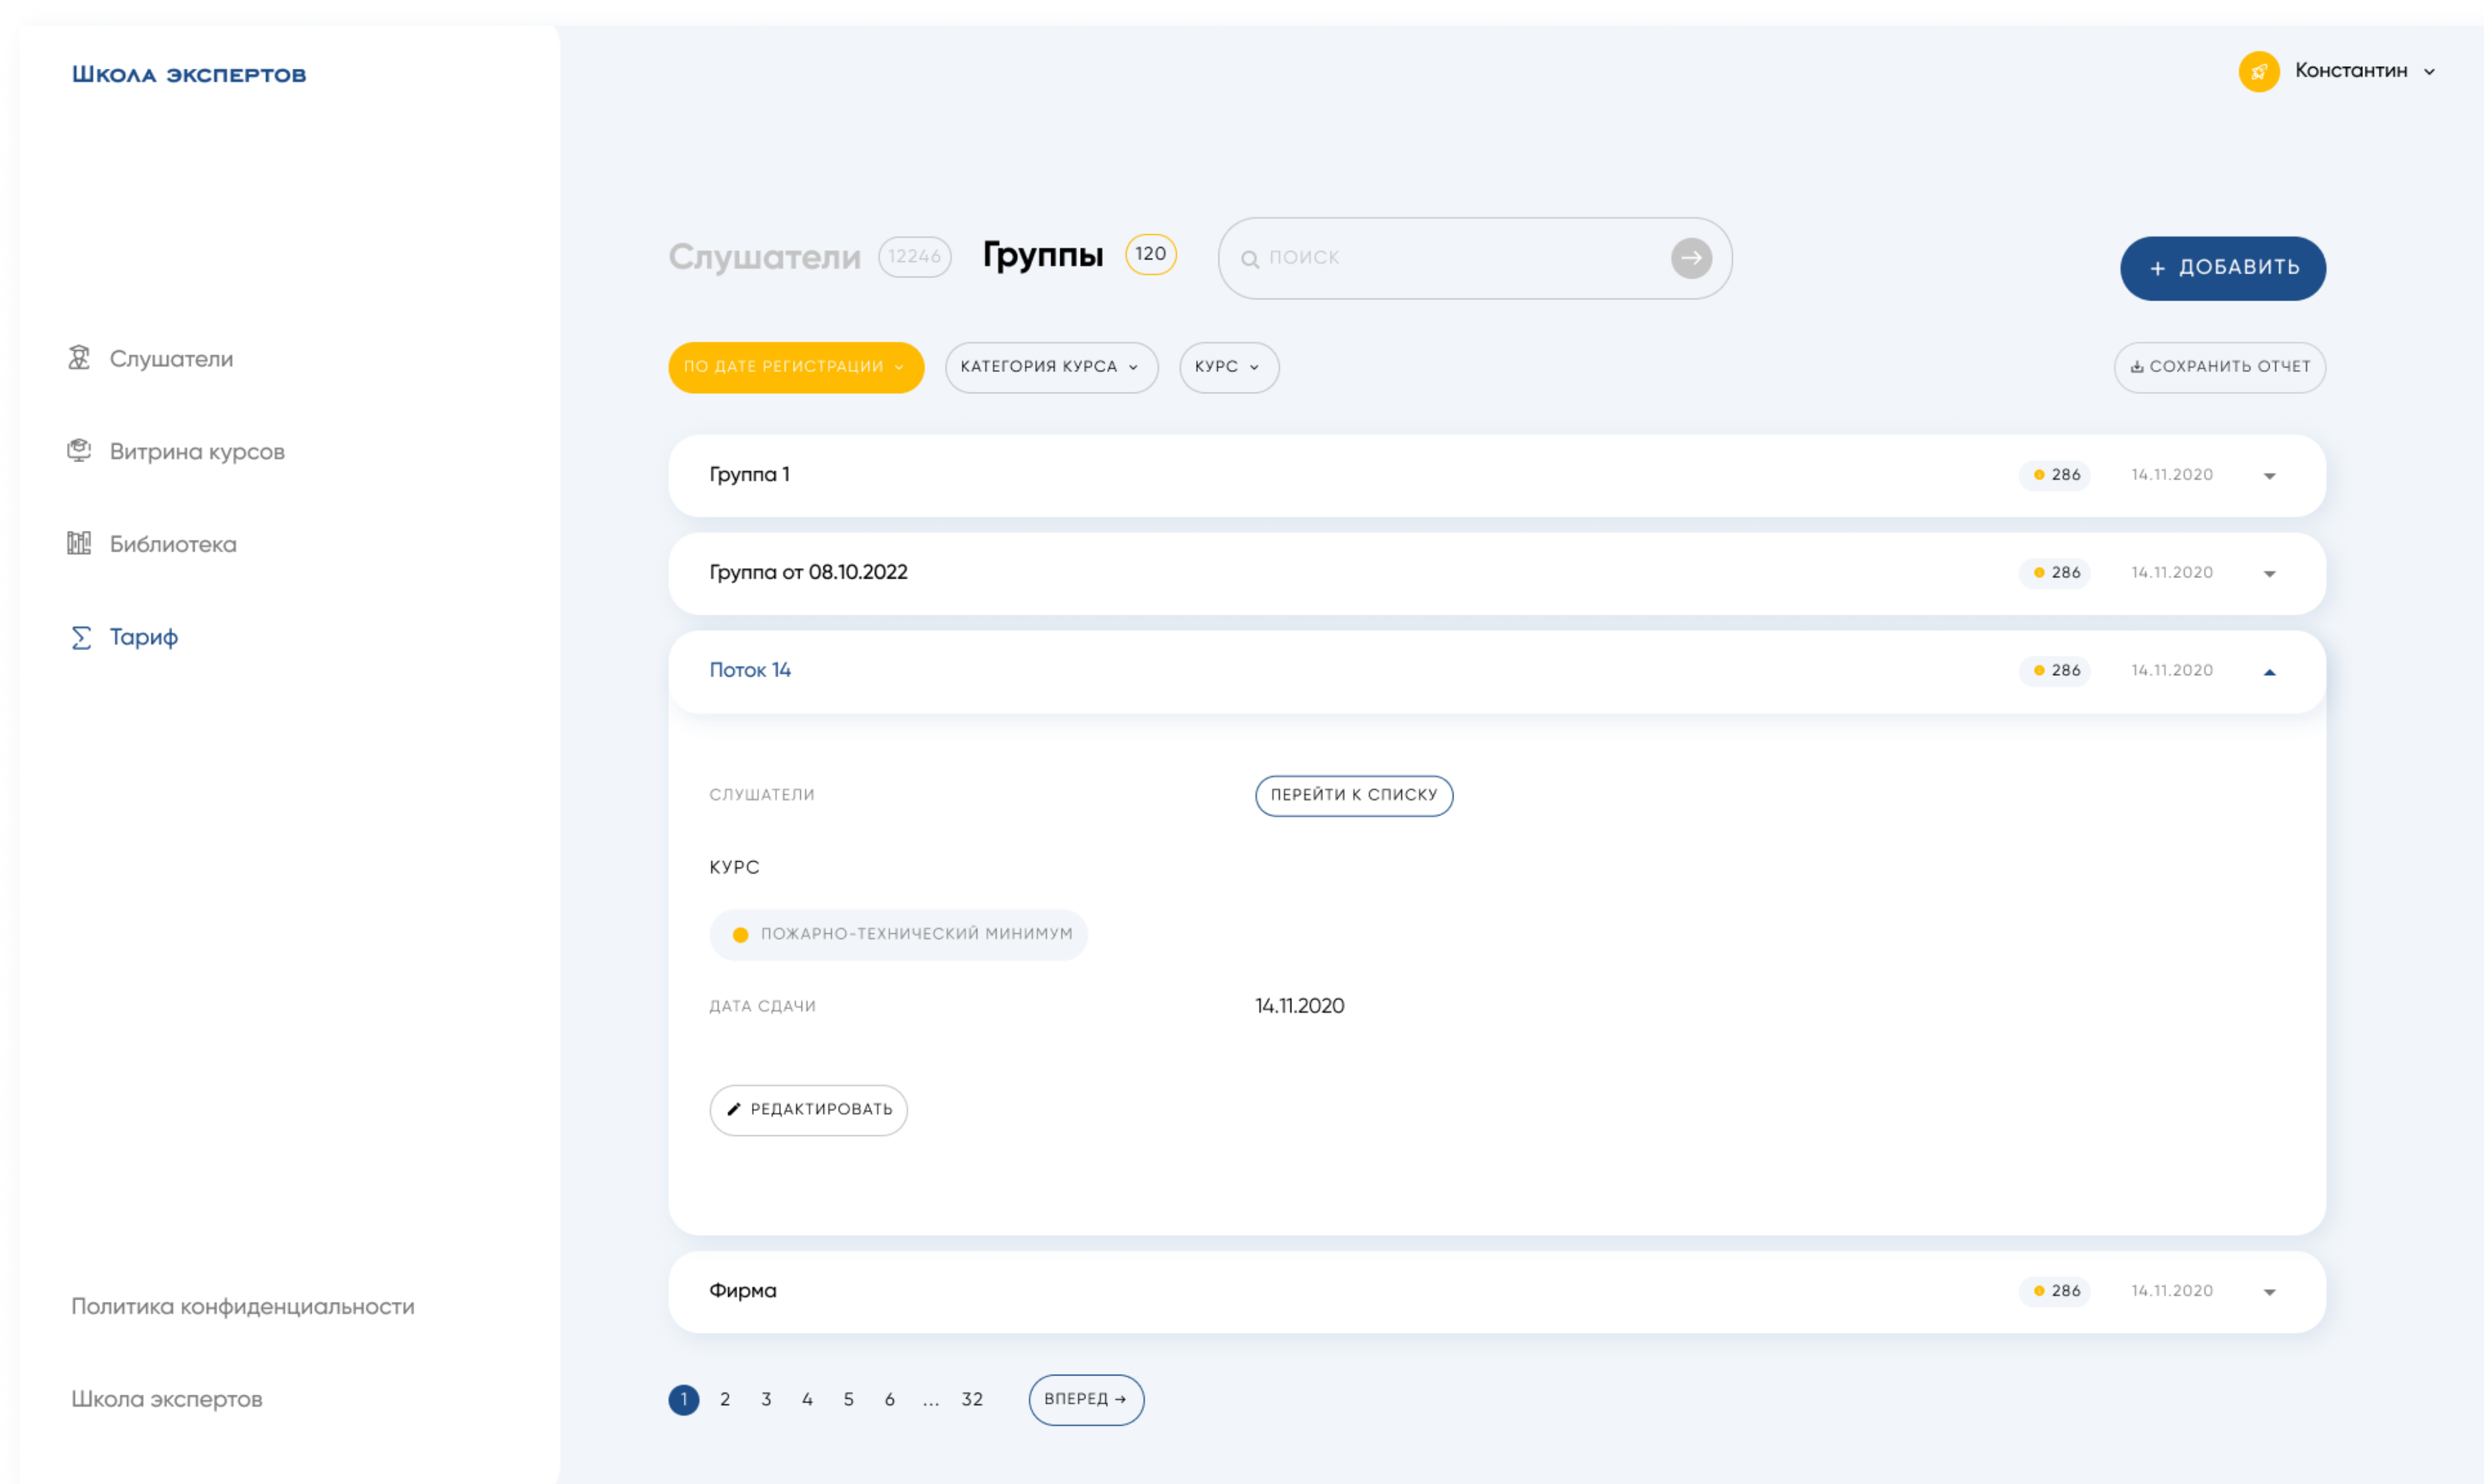 Школа экспертов
Константин
Слушатели 12246 Группы 120 ПОИСК
+ ДОБАВИТЬ
ПО ДАТЕ РЕГИСТРАЦИИ КАТЕГОРИЯ КУРСА КУРС СОХРАНИТЬ ОТЧЕТ
Слушатели
Витрина курсов
Библиотека
Тариф
Группа 1 286 14.11.2020
Группа от 08.10.2022 286 14.11.2020
Поток 14 286 14.11.2020
СЛУШАТЕЛИ ПЕРЕЙТИ К СПИСКУ
КУРС
ПОЖАРНО-ТЕХНИЧЕСКИЙ МИНИМУМ
ДАТА СДАЧИ 14.11.2020
РЕДАКТИРОВАТЬ
Фирма 286 14.11.2020
1 2 3 4 5 6 ... 32 ВПЕРЕД →
Политика конфиденциальности
Школа экспертов